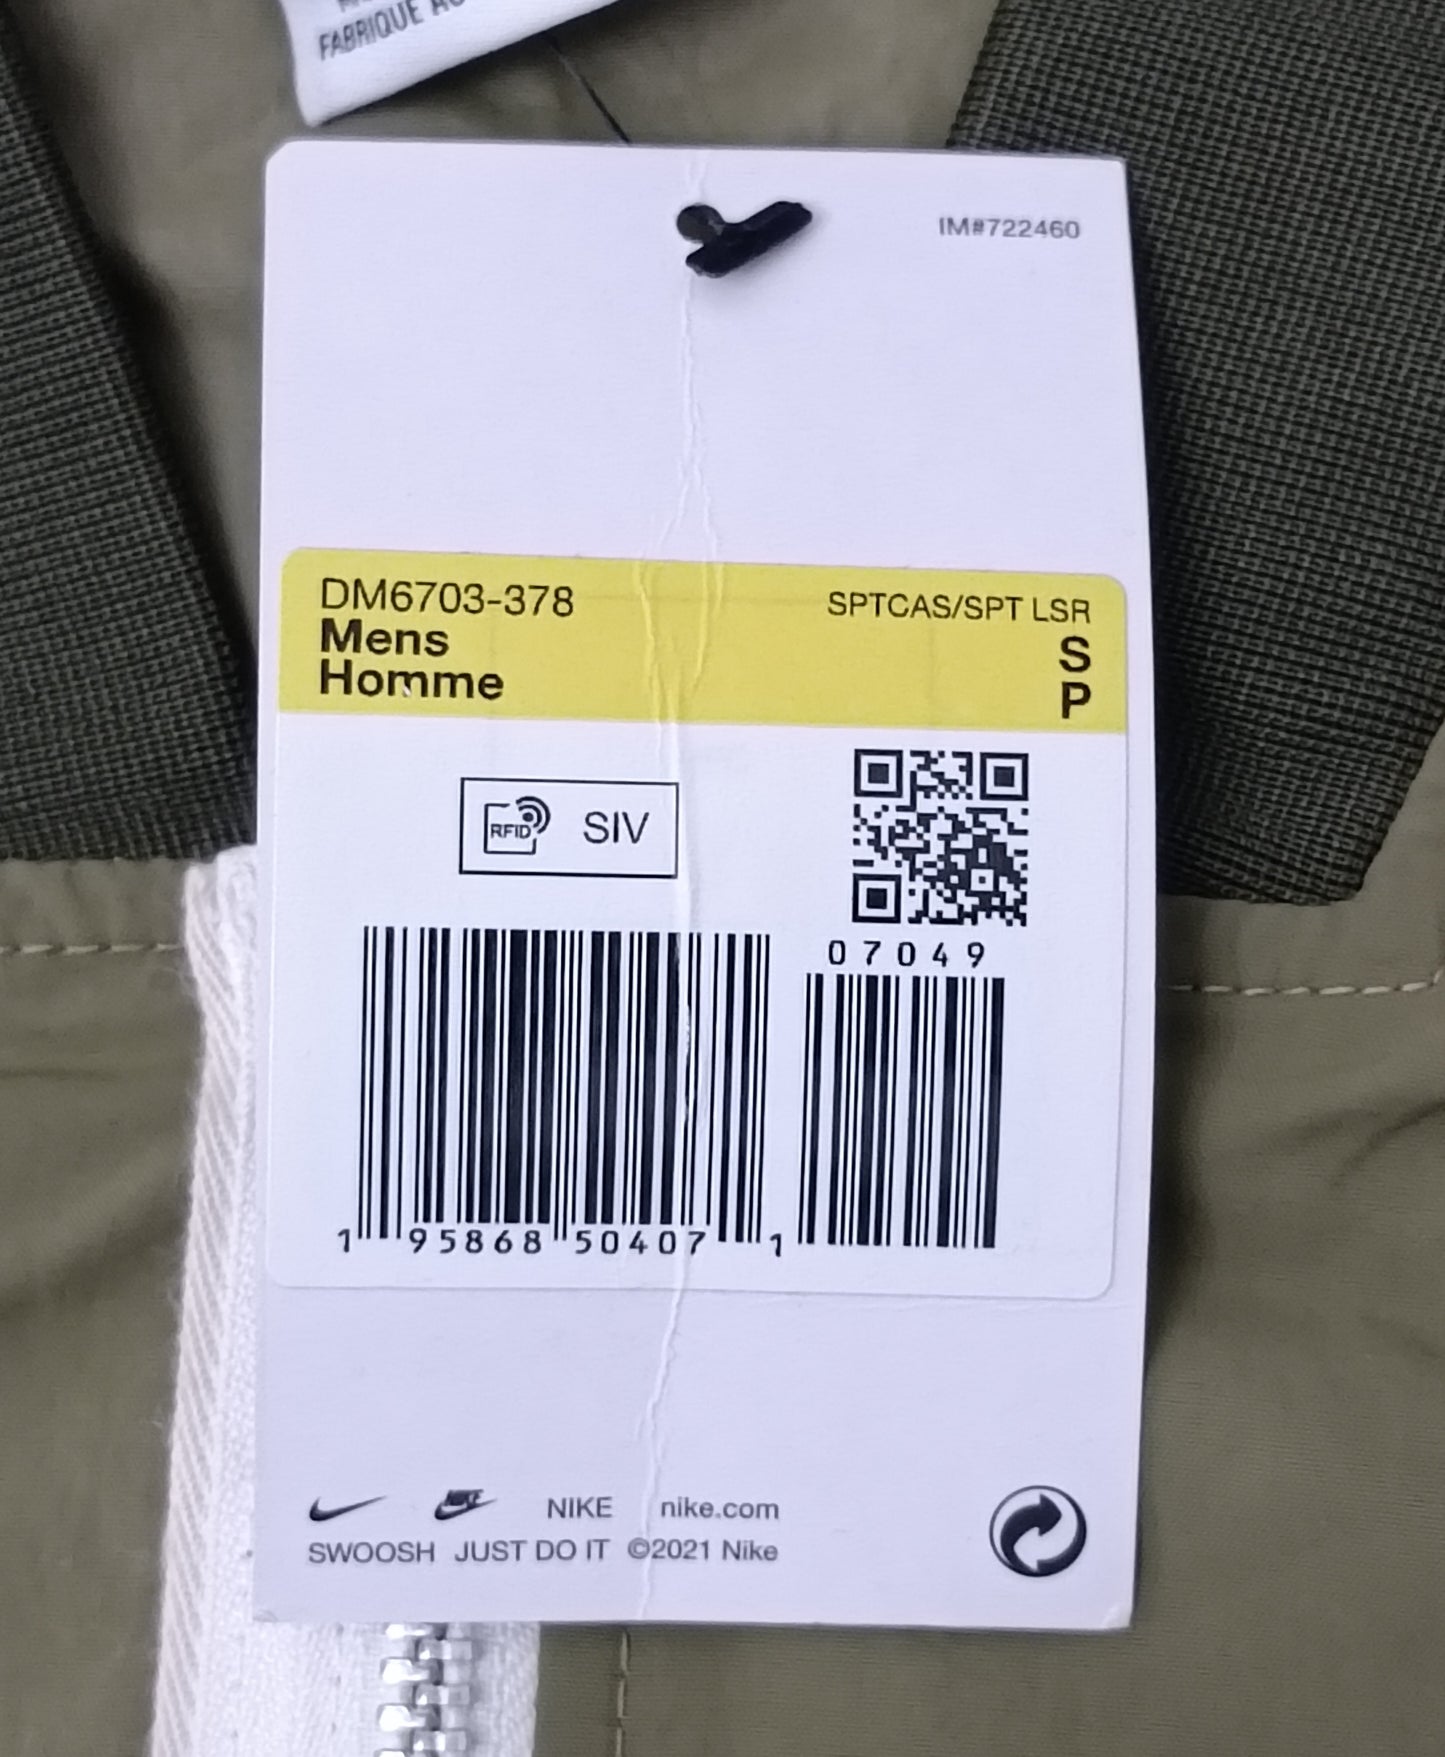 FABRIQUE AU
IM#722460
DM6703-378
SPTCAS/SPT LSR
Mens
S
Homme
P
RFID SIV
07049
1 95868 50407 1
NIKE nike.com
SWOOSH JUST DO IT ©2021 Nike